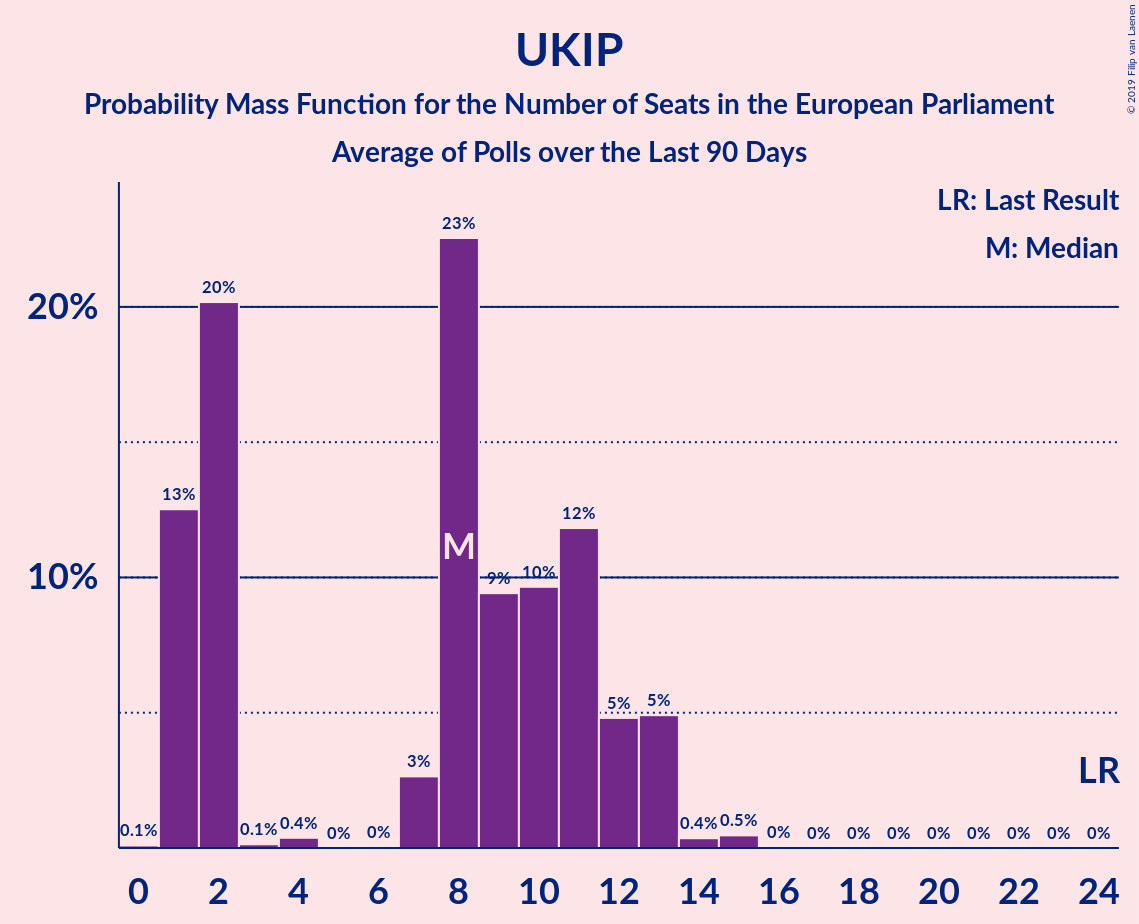 © 2019 Filip van Laenen
UKIP
Probability Mass Function for the Number of Seats in the European Parliament
Average of Polls over the Last 90 Days
LR: Last Result
M: Median
20%
10%
0.1% 13% 20% 0.1% 0.4% 0% 0% 3% 23% 9% 10% 12% 5% 5% 0.4% 0.5% 0% 0% 0% 0% 0% 0% 0% 0% 0%
M
LR
0 2 4 6 8 10 12 14 16 18 20 22 24